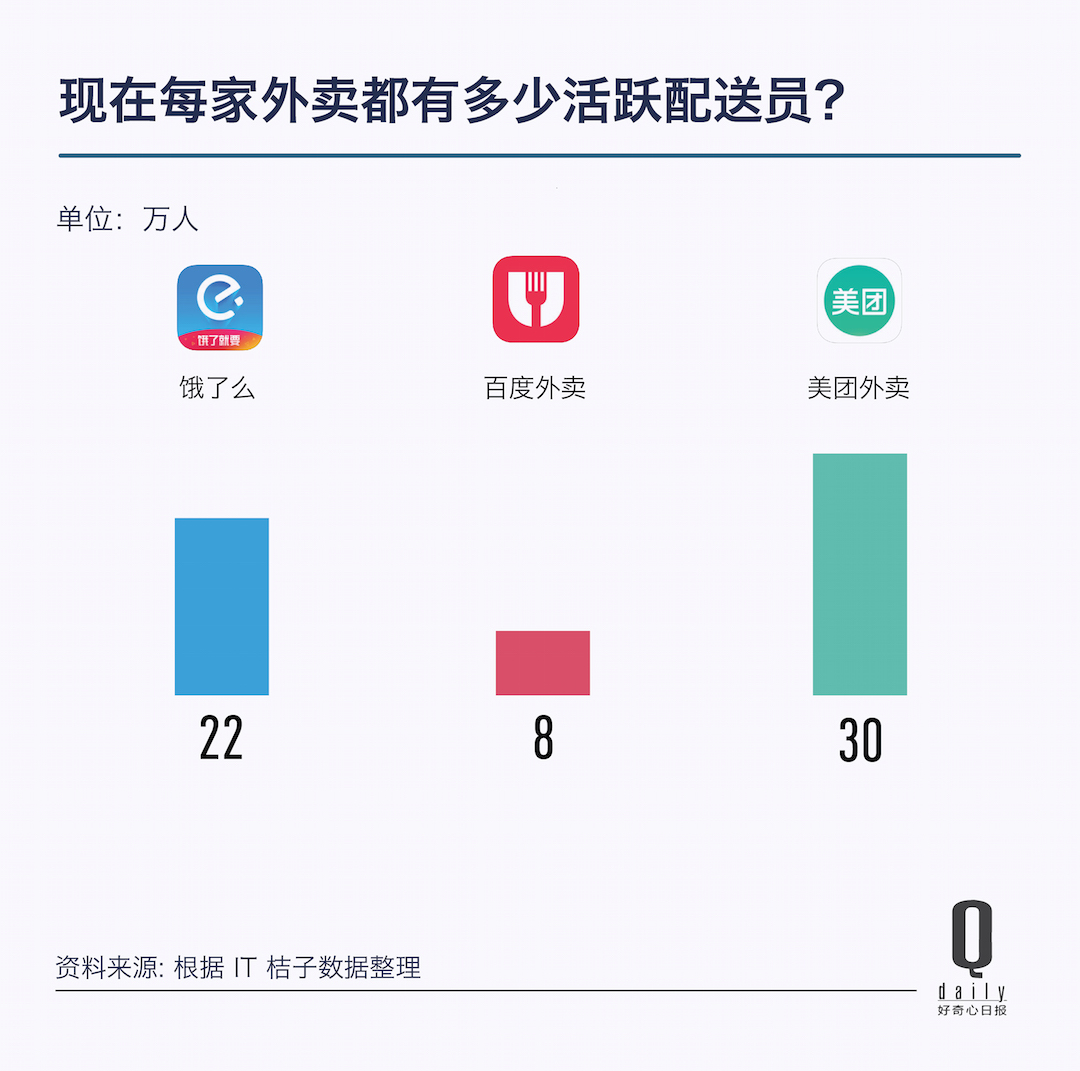 现在每家外卖都有多少活跃配送员？
单位：万人
饿了就要
美团
饿了么
百度外卖
美团外卖
22
8
30
资料来源: 根据 IT 桔子数据整理
Q
daily
好奇心日报